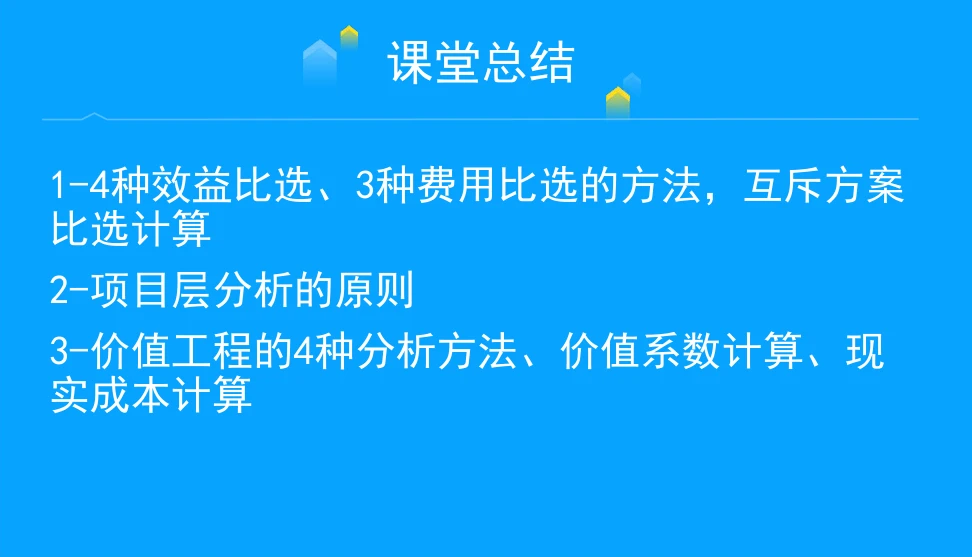 课堂总结
1-4种效益比选、3种费用比选的方法，互斥方案
比选计算
2-项目层分析的原则
3-价值工程的4种分析方法、价值系数计算、现
实成本计算